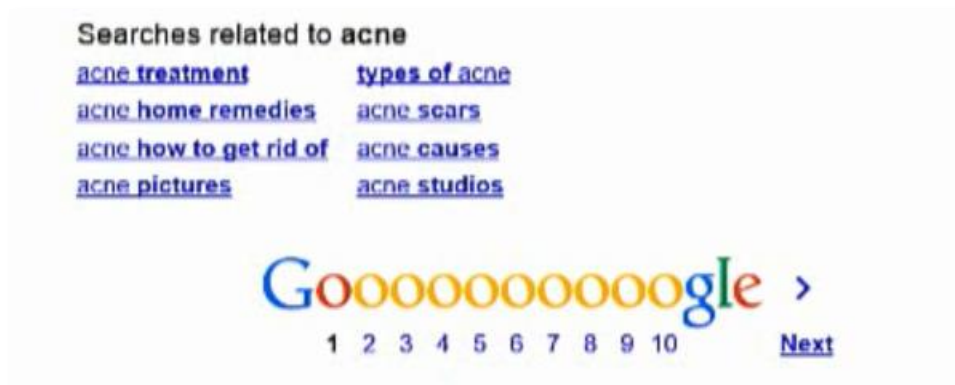 Searches related to acne
acne treatment types of acne
acne home remedies acne scars
acne how to get rid of acne causes
acne pictures acne studios
Goooooooooogle >
1 2 3 4 5 6 7 8 9 10 Next